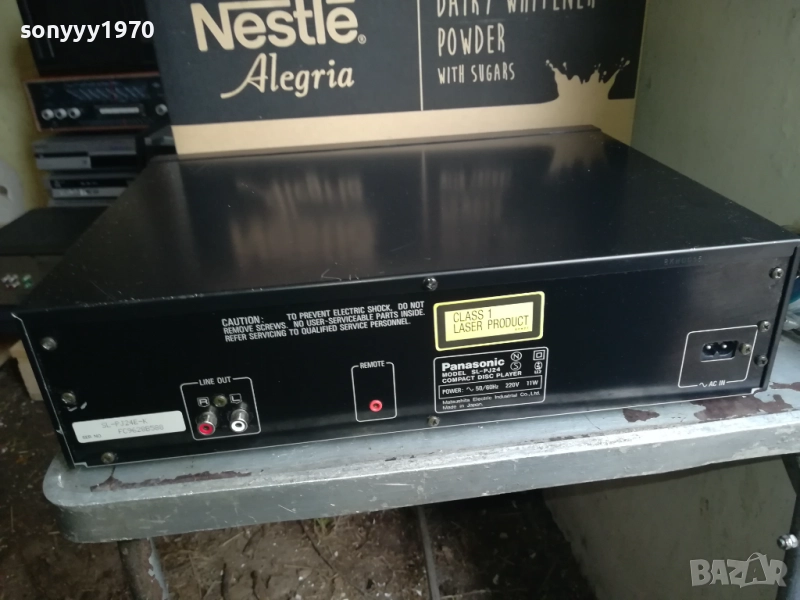 sonyyy1970
Nestlé®
Alegria
DAIRY WHITENER
POWDER
WITH SUGARS
CAUTION: TO PREVENT ELECTRIC SHOCK, DO NOT
REMOVE SCREWS. NO USER-SERVICEABLE PARTS INSIDE.
REFER SERVICING TO QUALIFIED SERVICE PERSONNEL.
CLASS 1
LASER PRODUCT
Panasonic
MODEL SL-PJ24
COMPACT DISC PLAYER
POWER: ~ 50/60Hz 220V 11W
Matsushita Electric Industrial Co., Ltd.
Made in Japan
N
S
LINE OUT
R L
REMOTE
~ AC IN
SER NO.
BAZAR